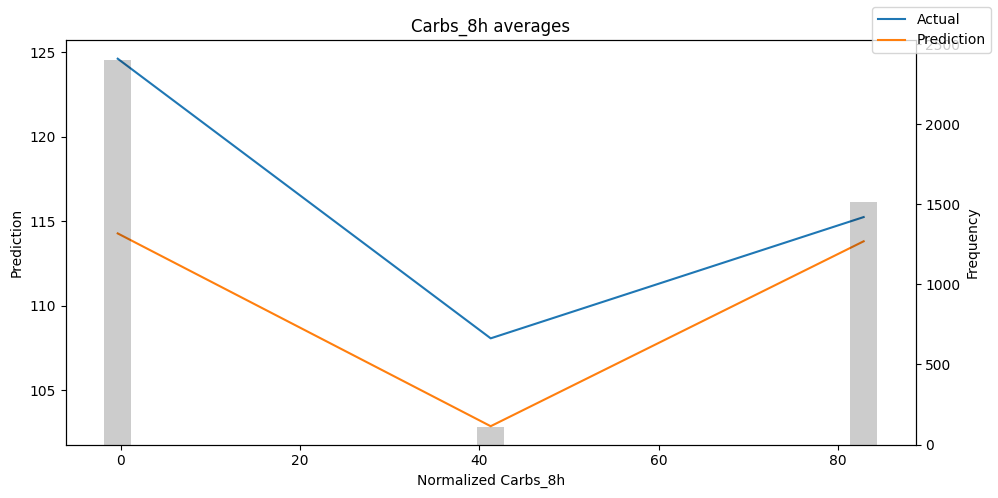 Carbs_8h averages
Actual
Prediction
125
120
115
110
105
Prediction
2500
2000
1500
1000
500
0
Frequency
0 20 40 60 80
Normalized Carbs_8h